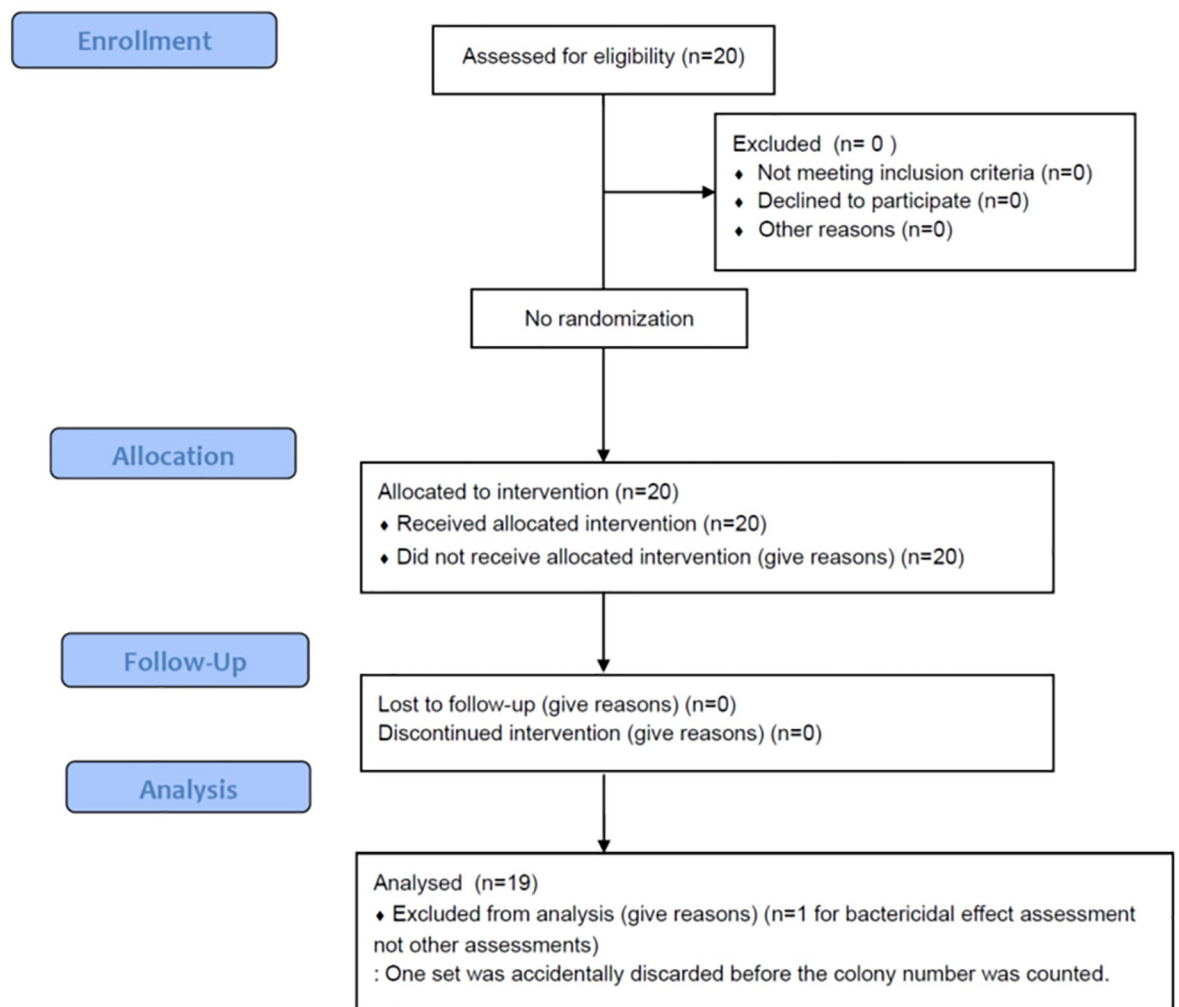 Enrollment
Assessed for eligibility (n=20)
Excluded (n= 0 )
♦ Not meeting inclusion criteria (n=0)
♦ Declined to participate (n=0)
♦ Other reasons (n=0)
No randomization
Allocation
Allocated to intervention (n=20)
♦ Received allocated intervention (n=20)
♦ Did not receive allocated intervention (give reasons) (n=20)
Follow-Up
Lost to follow-up (give reasons) (n=0)
Discontinued intervention (give reasons) (n=0)
Analysis
Analysed (n=19)
♦ Excluded from analysis (give reasons) (n=1 for bactericidal effect assessment
not other assessments)
: One set was accidentally discarded before the colony number was counted.